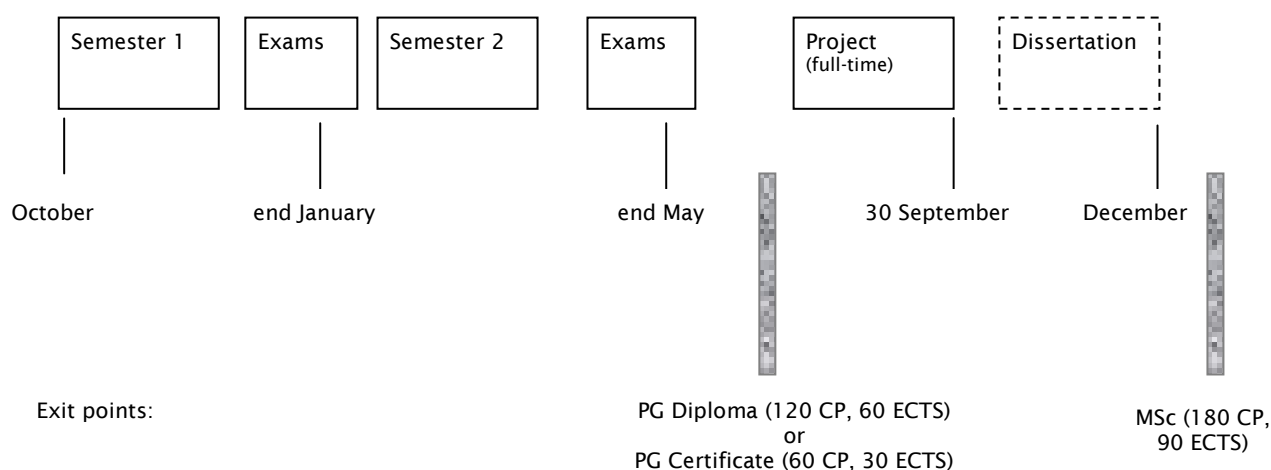 Semester 1
Exams
Semester 2
Exams
Project
(full-time)
Dissertation
October
end January
end May
30 September
December
Exit points:
PG Diploma (120 CP, 60 ECTS)
or
PG Certificate (60 CP, 30 ECTS)
MSc (180 CP,
90 ECTS)